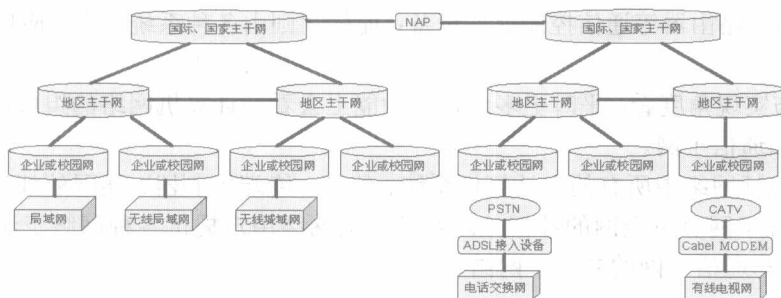 国际、国家主干网
NAP
国际、国家主干网
地区主干网
地区主干网
地区主干网
地区主干网
企业或校园网
企业或校园网
企业或校园网
企业或校园网
企业或校园网
企业或校园网
企业或校园网
局域网
无线局域网
无线城域网
PSTN
CATV
ADSL接入设备
Cabel MODEM
电话交换网
有线电视网